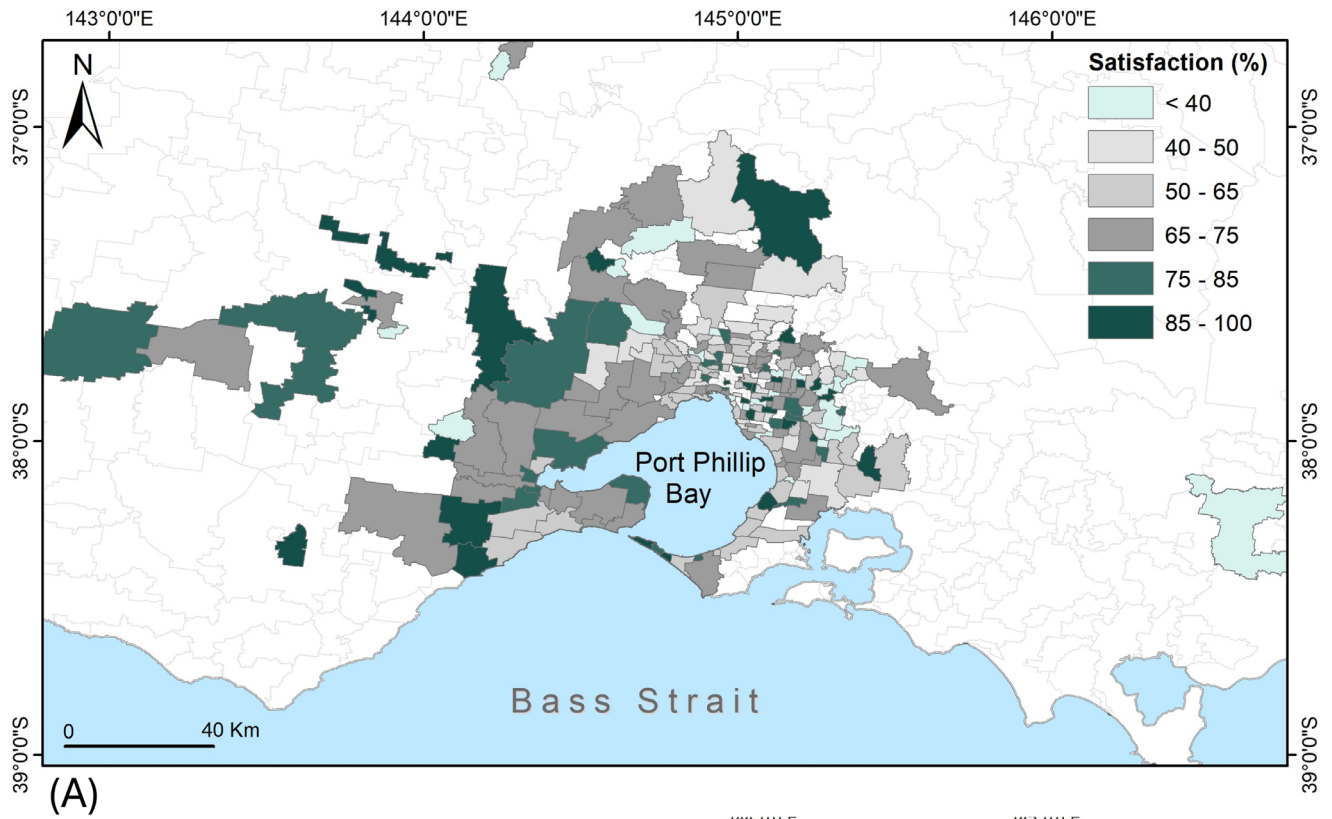 143°0'0"E 144°0'0"E 145°0'0"E 146°0'0"E
N
Satisfaction (%)
< 40
40 - 50
50 - 65
65 - 75
75 - 85
85 - 100
37°0'0"S 37°0'0"S
38°0'0"S 38°0'0"S
Port Phillip
Bay
Bass Strait
0 40 Km
39°0'0"S 39°0'0"S
(A)